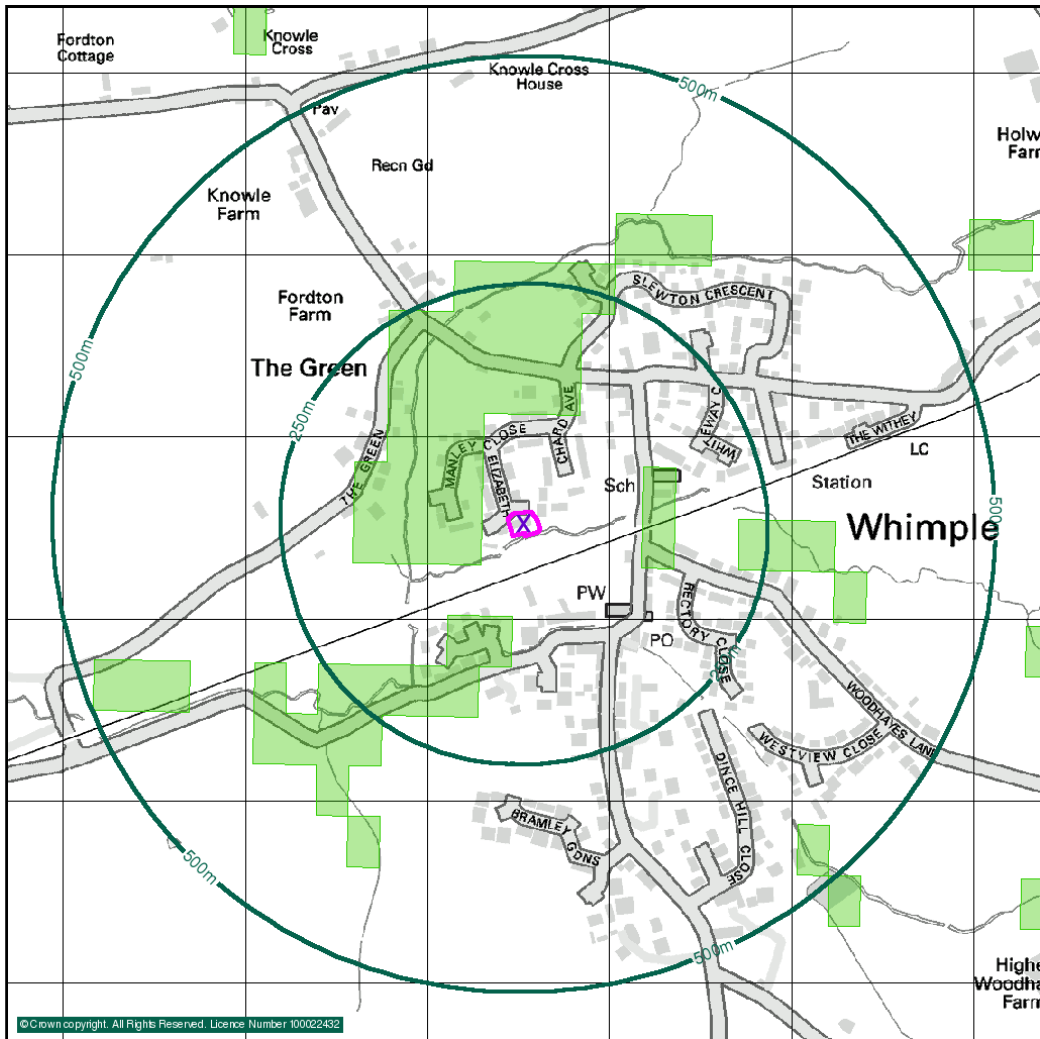 Fordton
Cottage
Knowle
Cross
Knowle Cross
House
500m
Pav
Holw
Farm
Recn Gd
Knowle
Farm
SLEWTON CRESCENT
Fordton
Farm
The Green
500m
250m
CHARD AVE
WHITEWAY C
THE WITHEY
LC
MANLEY CLOSE
THE GREEN
ELIZABETH
Sch
Station
500m
Whimple
X
PW
PO
RECTORY CLOSE
WOODHAYES LANE
WESTVIEW CLOSE
DINCE HILL CLOSE
BRAMLEY GDNS
500m
500m
Highe
Woodha
Farm
© Crown copyright. All Rights Reserved. Licence Number 100022432